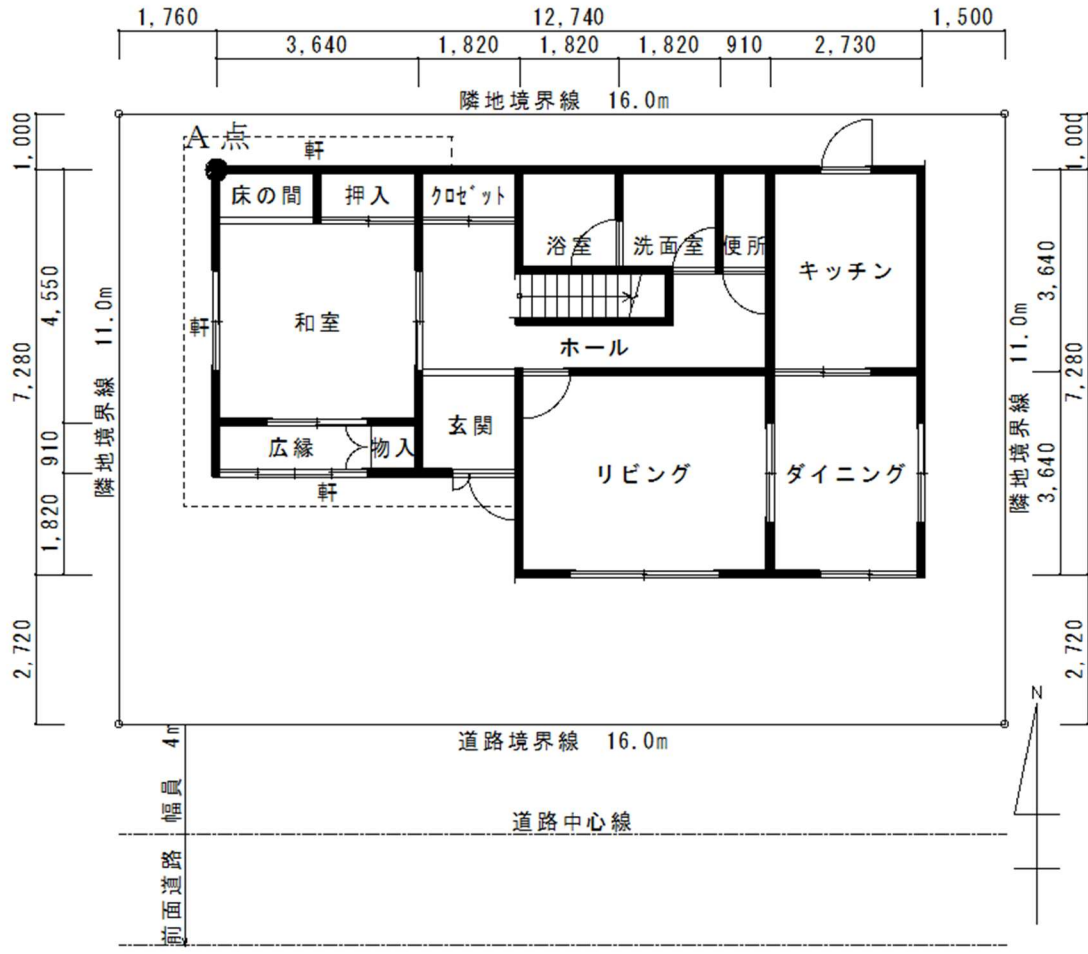 1,760
12,740
1,500
3,640
1,820
1,820
1,820
910
2,730
隣地境界線 16.0m
1,000
1,000
A 点
軒
床の間
押入
クロゼット
浴室
洗面室
便所
キッチン
4,550
3,640
11.0m
11.0m
軒
和室
ホール
7,280
7,280
隣地境界線
隣地境界線
玄関
910
広縁
物入
リビング
ダイニング
3,640
軒
1,820
2,720
2,720
N
道路境界線 16.0m
前面道路 幅員 4m
道路中心線